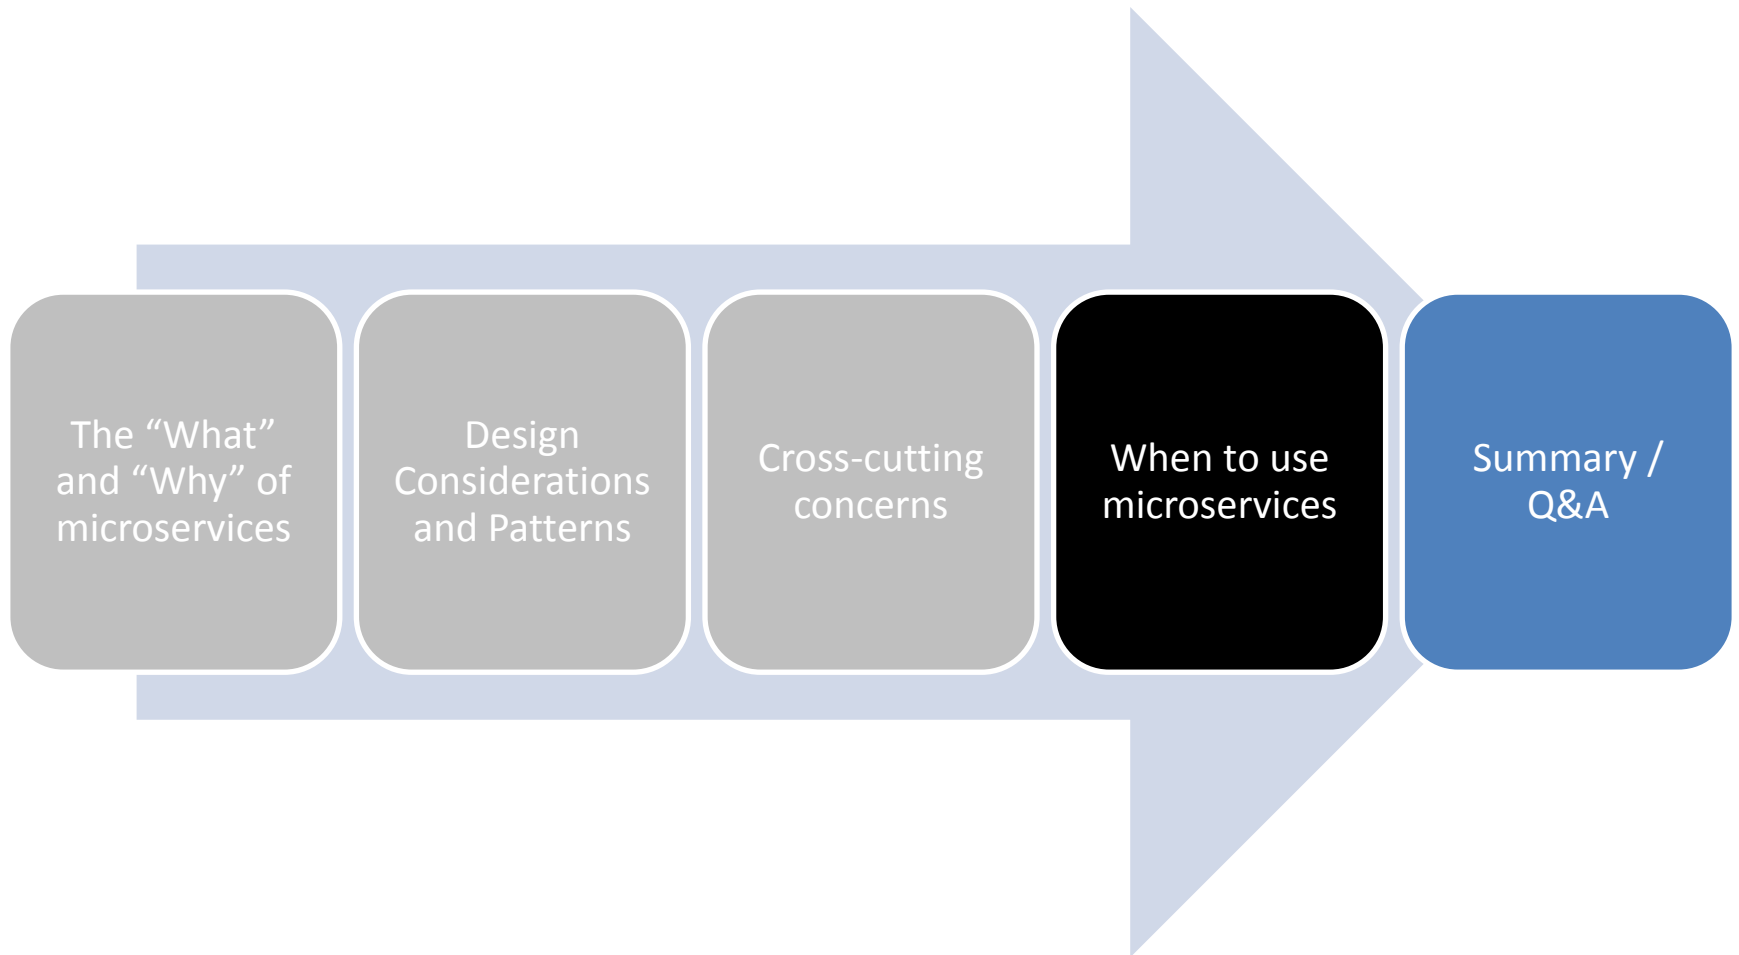 The “What”
and “Why” of
microservices
Design
Considerations
and Patterns
Cross-cutting
concerns
When to use
microservices
Summary /
Q&A